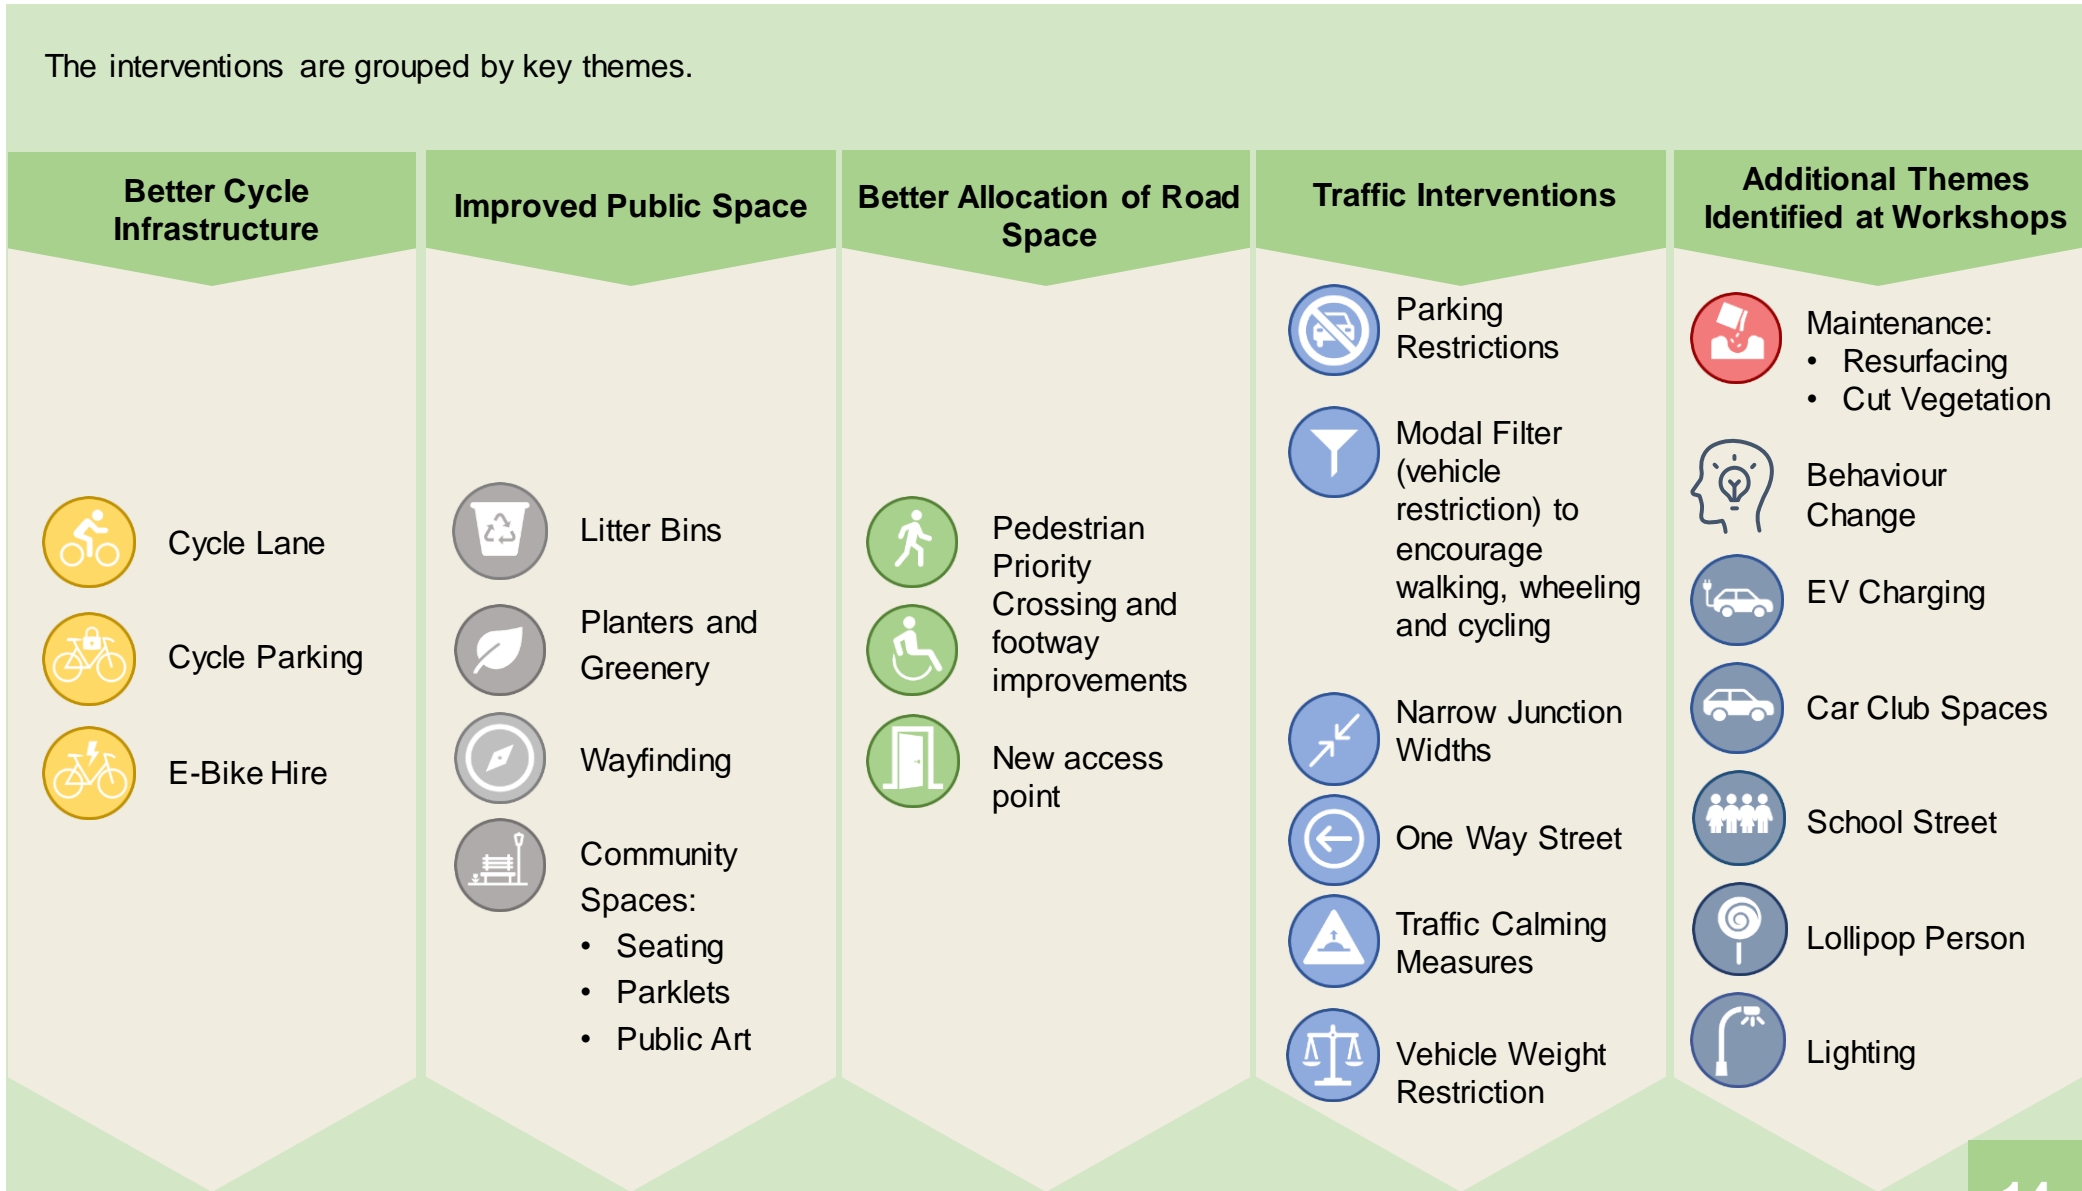 The interventions are grouped by key themes.
Better Cycle
Infrastructure
Cycle Lane
Cycle Parking
E-Bike Hire
Improved Public Space
Litter Bins
Planters and
Greenery
Wayfinding
Community
Spaces:
• Seating
• Parklets
• Public Art
Better Allocation of Road
Space
Pedestrian
Priority
Crossing and
footway
improvements
New access
point
Traffic Interventions
Parking
Restrictions
Modal Filter
(vehicle
restriction) to
encourage
walking, wheeling
and cycling
Narrow Junction
Widths
One Way Street
Traffic Calming
Measures
Vehicle Weight
Restriction
Additional Themes
Identified at Workshops
Maintenance:
• Resurfacing
• Cut Vegetation
Behaviour
Change
EV Charging
Car Club Spaces
School Street
Lollipop Person
Lighting